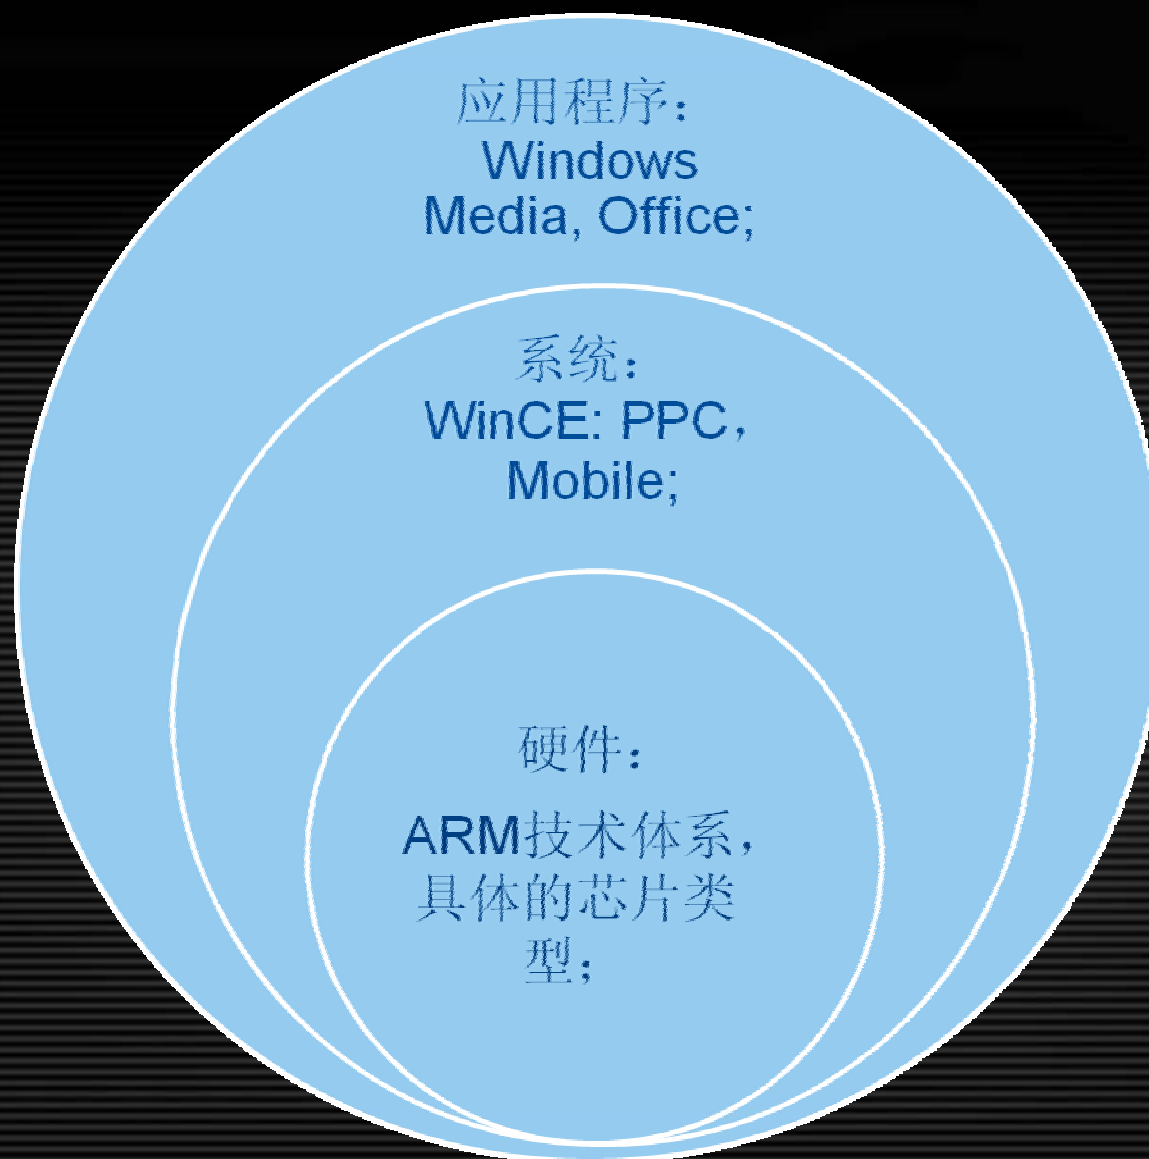 应用程序：
Windows
Media, Office;
系统：
WinCE: PPC，
Mobile;
硬件：
ARM技术体系，
具体的芯片类
型；